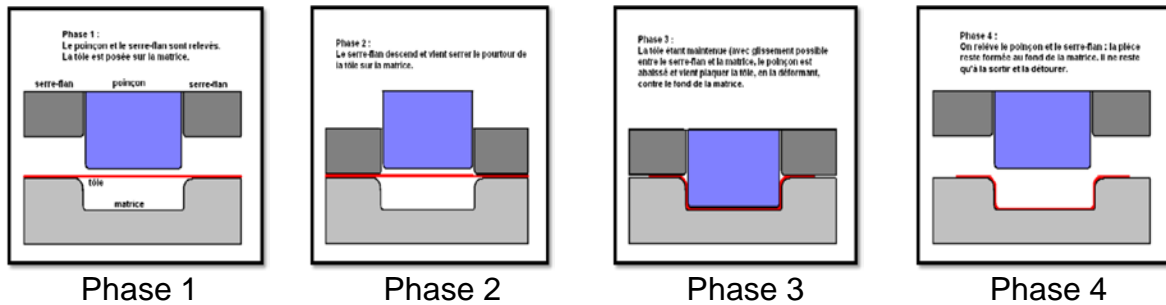 Phase 1 :
Le poinçon et le serre-flan sont relevés.
La tôle est posée sur la matrice.
serre-flan poinçon serre-flan
tôle
matrice
Phase 1
Phase 2 :
Le serre-flan descend et vient serrer le pourtour de
la tôle sur la matrice.
Phase 2
Phase 3 :
La tôle étant maintenue (avec glissement possible
entre le serre-flan et la matrice, le poinçon est
abaissé et vient plaquer la tôle, en la déformant,
contre le fond de la matrice.
Phase 3
Phase 4 :
On relève le poinçon et le serre-flan : la pièce
reste formée au fond de la matrice. Il ne reste
qu'à la sortir et la détourer.
Phase 4